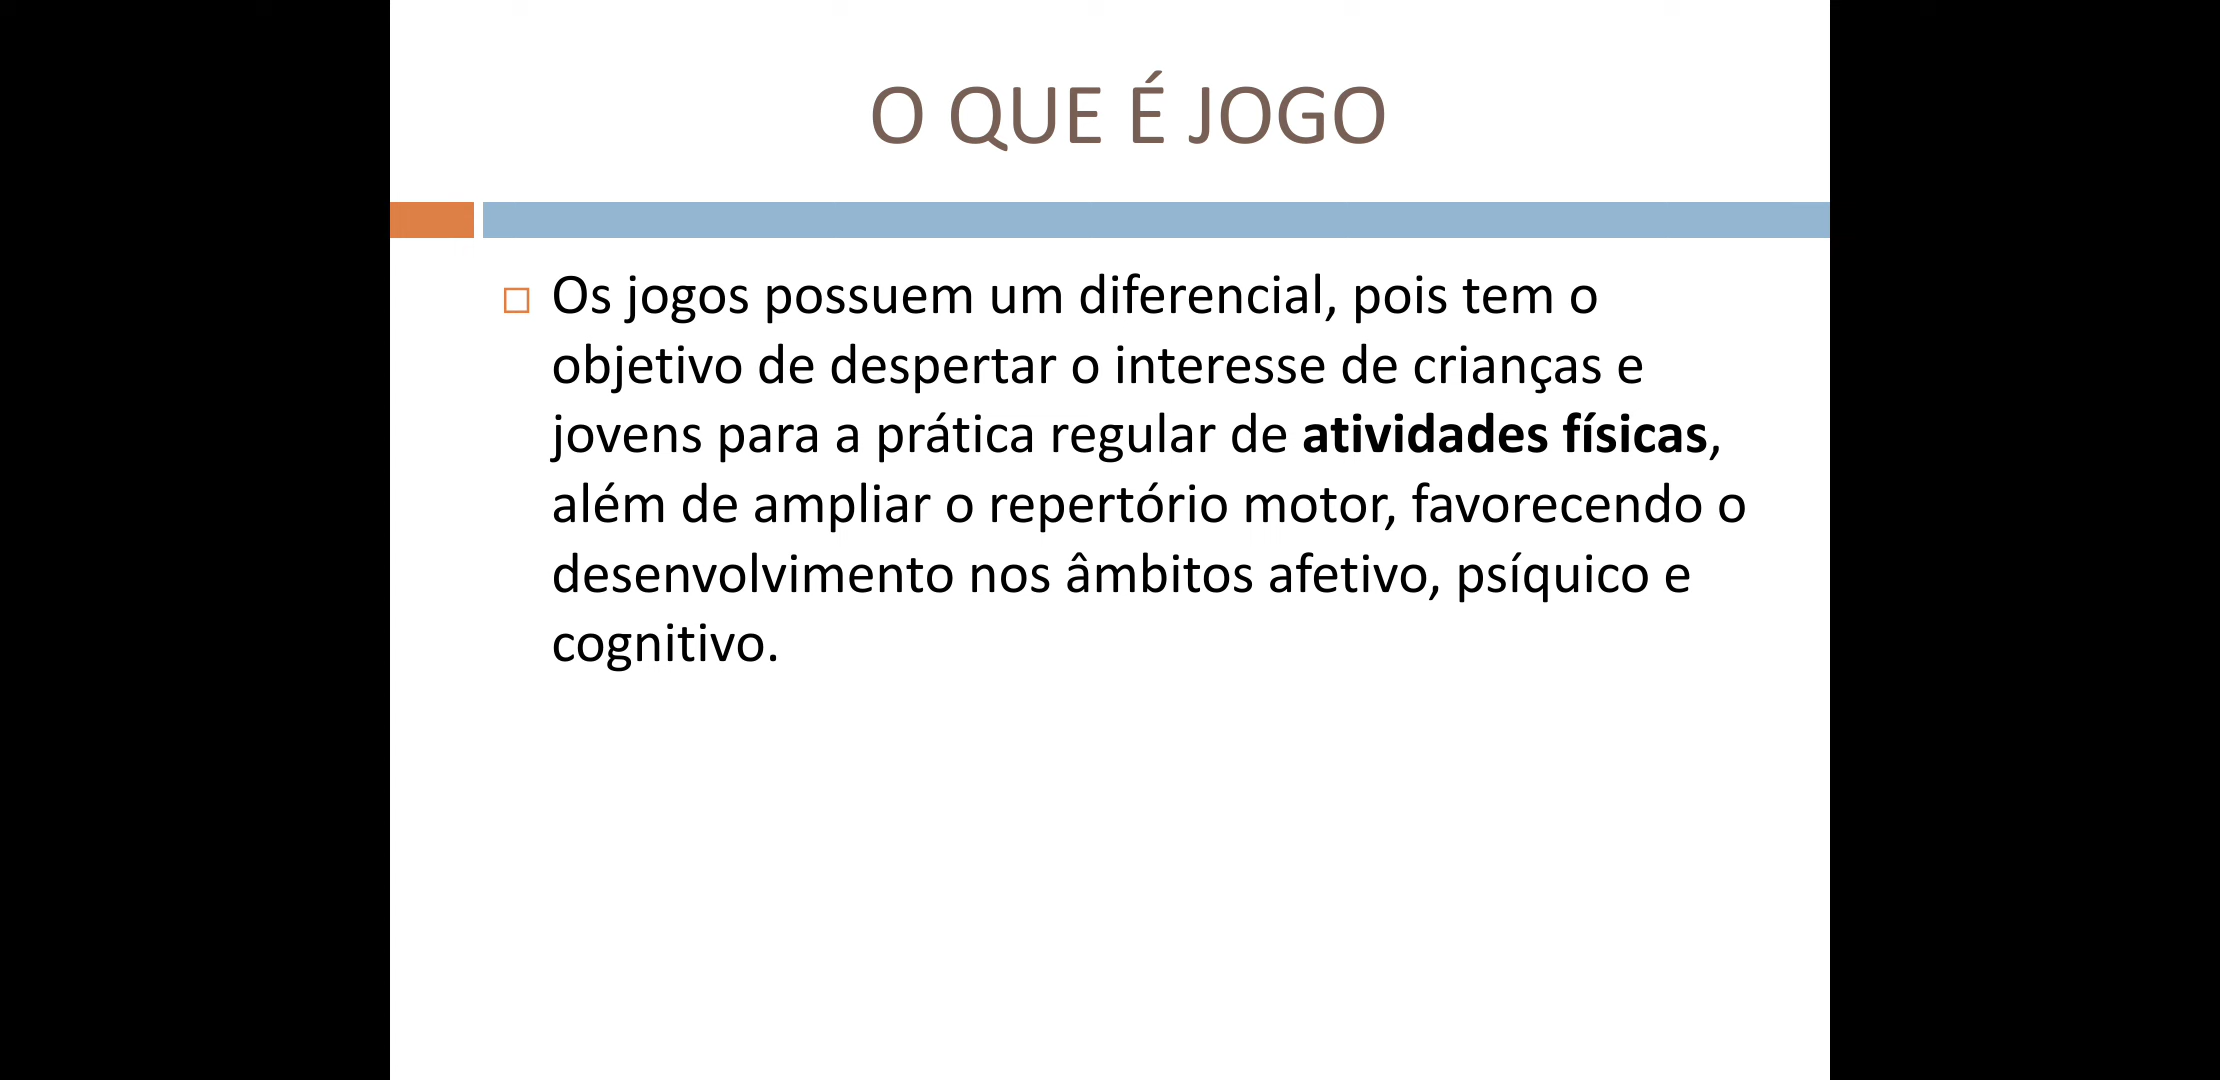 O QUE É JOGO
Os jogos possuem um diferencial, pois tem o
objetivo de despertar o interesse de crianças e
jovens para a prática regular de atividades físicas,
além de ampliar o repertório motor, favorecendo o
desenvolvimento nos âmbitos afetivo, psíquico e
cognitivo.